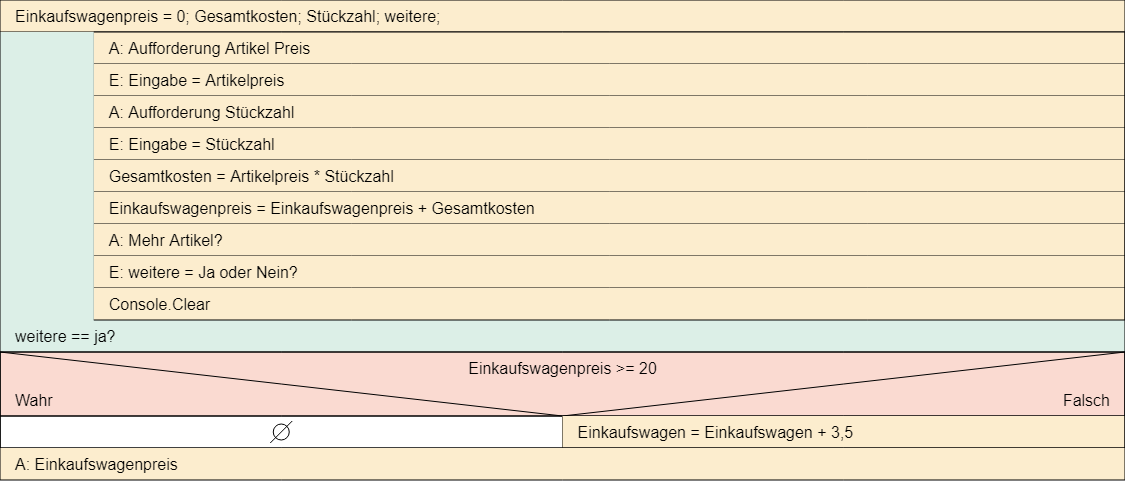 Einkaufswagenpreis = 0; Gesamtkosten; Stückzahl; weitere;
A: Aufforderung Artikel Preis
E: Eingabe = Artikelpreis
A: Aufforderung Stückzahl
E: Eingabe = Stückzahl
Gesamtkosten = Artikelpreis * Stückzahl
Einkaufswagenpreis = Einkaufswagenpreis + Gesamtkosten
A: Mehr Artikel?
E: weitere = Ja oder Nein?
Console.Clear
weitere == ja?
Einkaufswagenpreis >= 20
Wahr
Falsch
∅
Einkaufswagen = Einkaufswagen + 3,5
A: Einkaufswagenpreis